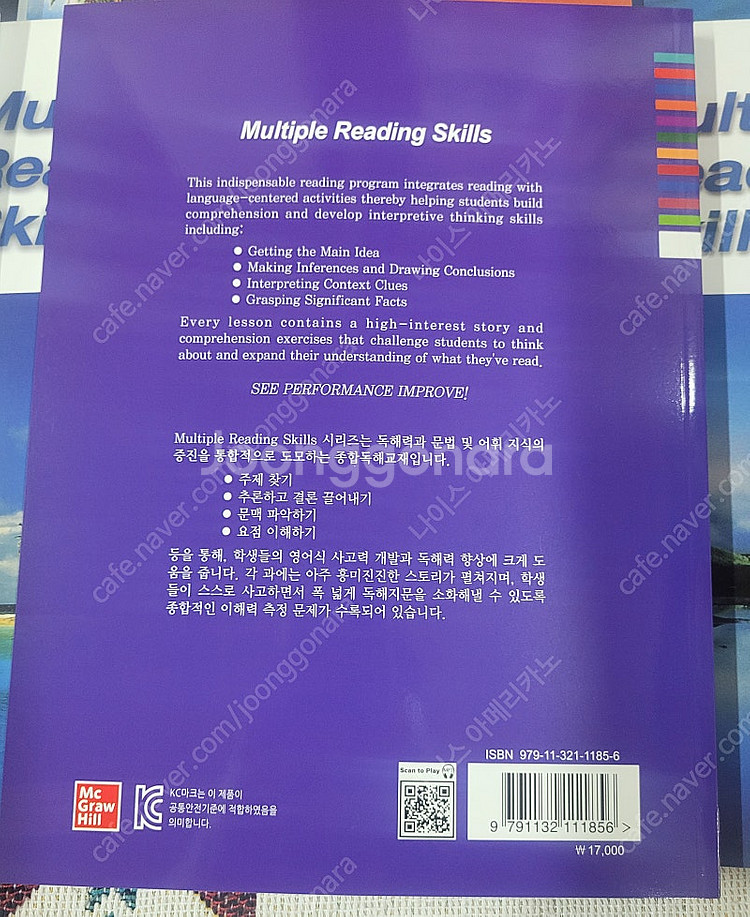 Multiple Reading Skills
This indispensable reading program integrates reading with
language-centered activities thereby helping students build
comprehension and develop interpretive thinking skills
including:
● Getting the Main Idea
● Making Inferences and Drawing Conclusions
● Interpreting Context Clues
● Grasping Significant Facts
Every lesson contains a high-interest story and
comprehension exercises that challenge students to think
about and expand their understanding of what they've read.
SEE PERFORMANCE IMPROVE!
Multiple Reading Skills 시리즈는 독해력과 문법 및 어휘 지식의
증진을 통합적으로 도모하는 종합독해교재입니다.
● 주제 찾기
● 추론하고 결론 끌어내기
● 문맥 파악하기
● 요점 이해하기
등을 통해, 학생들의 영어식 사고력 개발과 독해력 향상에 크게 도
움을 줍니다. 각 과에는 아주 흥미진진한 스토리가 펼쳐지며, 학생
들이 스스로 사고하면서 폭 넓게 독해지문을 소화해낼 수 있도록
종합적인 이해력 측정 문제가 수록되어 있습니다.
Mc
Graw
Hill
KC마크는 이 제품이
공통안전기준에 적합하였음을
의미합니다.
Scan to Play MP3
ISBN 979-11-321-1185-6
9 791132 111856 >
₩ 17,000
Joonggonara
cafe.naver.com/joonggonara
나이스 아메리카노